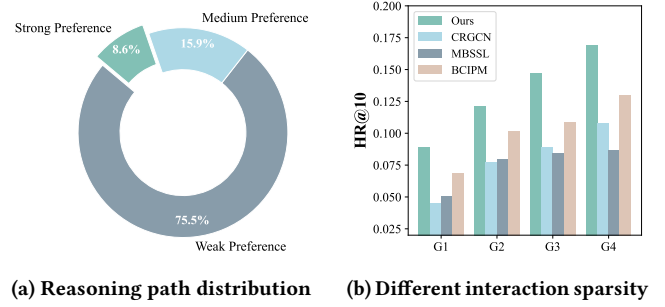 Strong Preference
Medium Preference
8.6%
15.9%
75.5%
Weak Preference
(a) Reasoning path distribution
HR@10
0.200
0.175
0.150
0.125
0.100
0.075
0.050
0.025
Ours
CRGCN
MBSSL
BCIPM
G1 G2 G3 G4
(b) Different interaction sparsity